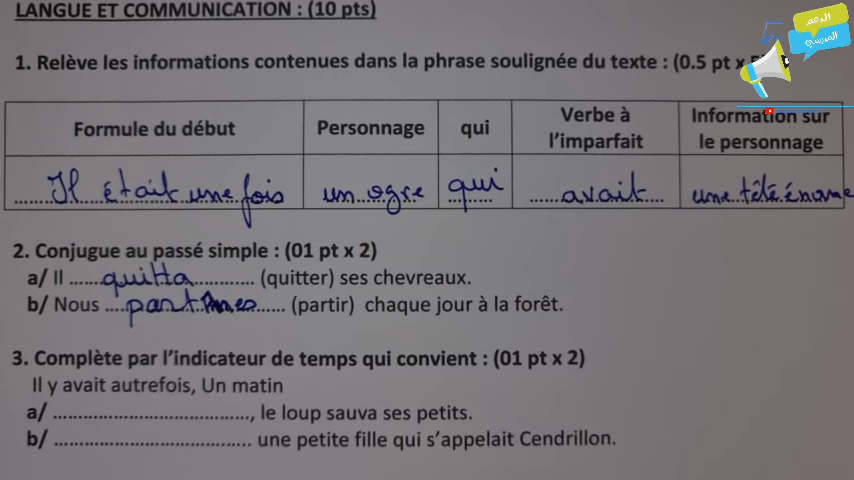 LANGUE ET COMMUNICATION : (10 pts)
الدعم
المدرسي
1. Relève les informations contenues dans la phrase soulignée du texte : (0.5 pt x
Formule du début
Personnage
qui
Verbe à l'imparfait
Information sur le personnage
Il était une fois
un ogre
qui
avait
une tête énorme
2. Conjugue au passé simple : (01 pt x 2)
a/ Il ......quitta............ (quitter) ses chevreaux.
b/ Nous ....partîmes...... (partir) chaque jour à la forêt.
3. Complète par l'indicateur de temps qui convient : (01 pt x 2)
Il y avait autrefois, Un matin
a/ ......................................, le loup sauva ses petits.
b/ ...................................... une petite fille qui s'appelait Cendrillon.